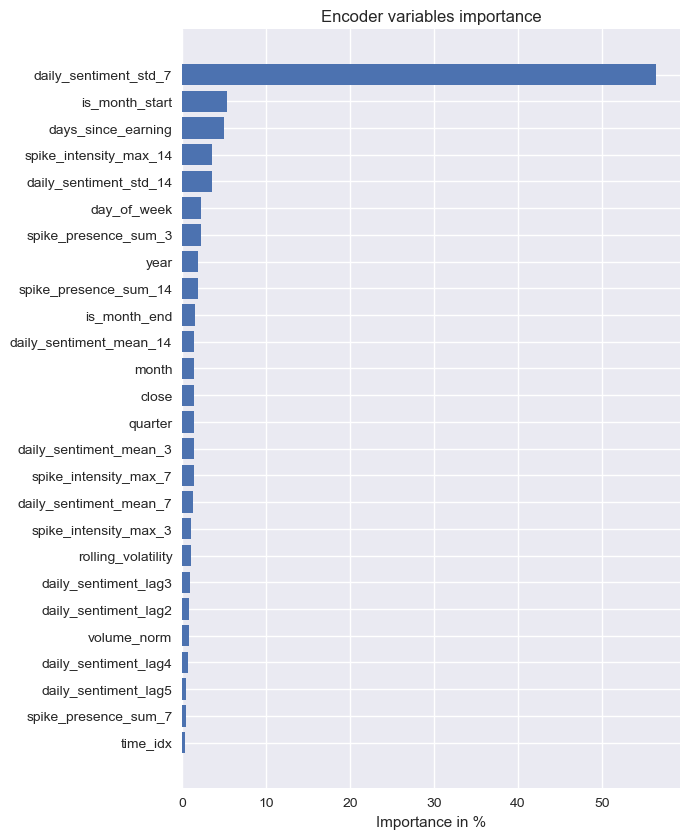 Encoder variables importance
daily_sentiment_std_7
is_month_start
days_since_earning
spike_intensity_max_14
daily_sentiment_std_14
day_of_week
spike_presence_sum_3
year
spike_presence_sum_14
is_month_end
daily_sentiment_mean_14
month
close
quarter
daily_sentiment_mean_3
spike_intensity_max_7
daily_sentiment_mean_7
spike_intensity_max_3
rolling_volatility
daily_sentiment_lag3
daily_sentiment_lag2
volume_norm
daily_sentiment_lag4
daily_sentiment_lag5
spike_presence_sum_7
time_idx
0 10 20 30 40 50
Importance in %